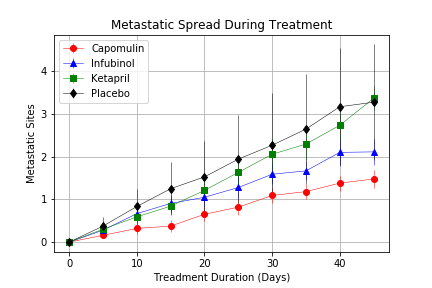 Metastatic Spread During Treatment
Capomulin
Infubinol
Ketapril
Placebo
Metastatic Sites
4
3
2
1
0
0
10
20
30
40
Treadment Duration (Days)